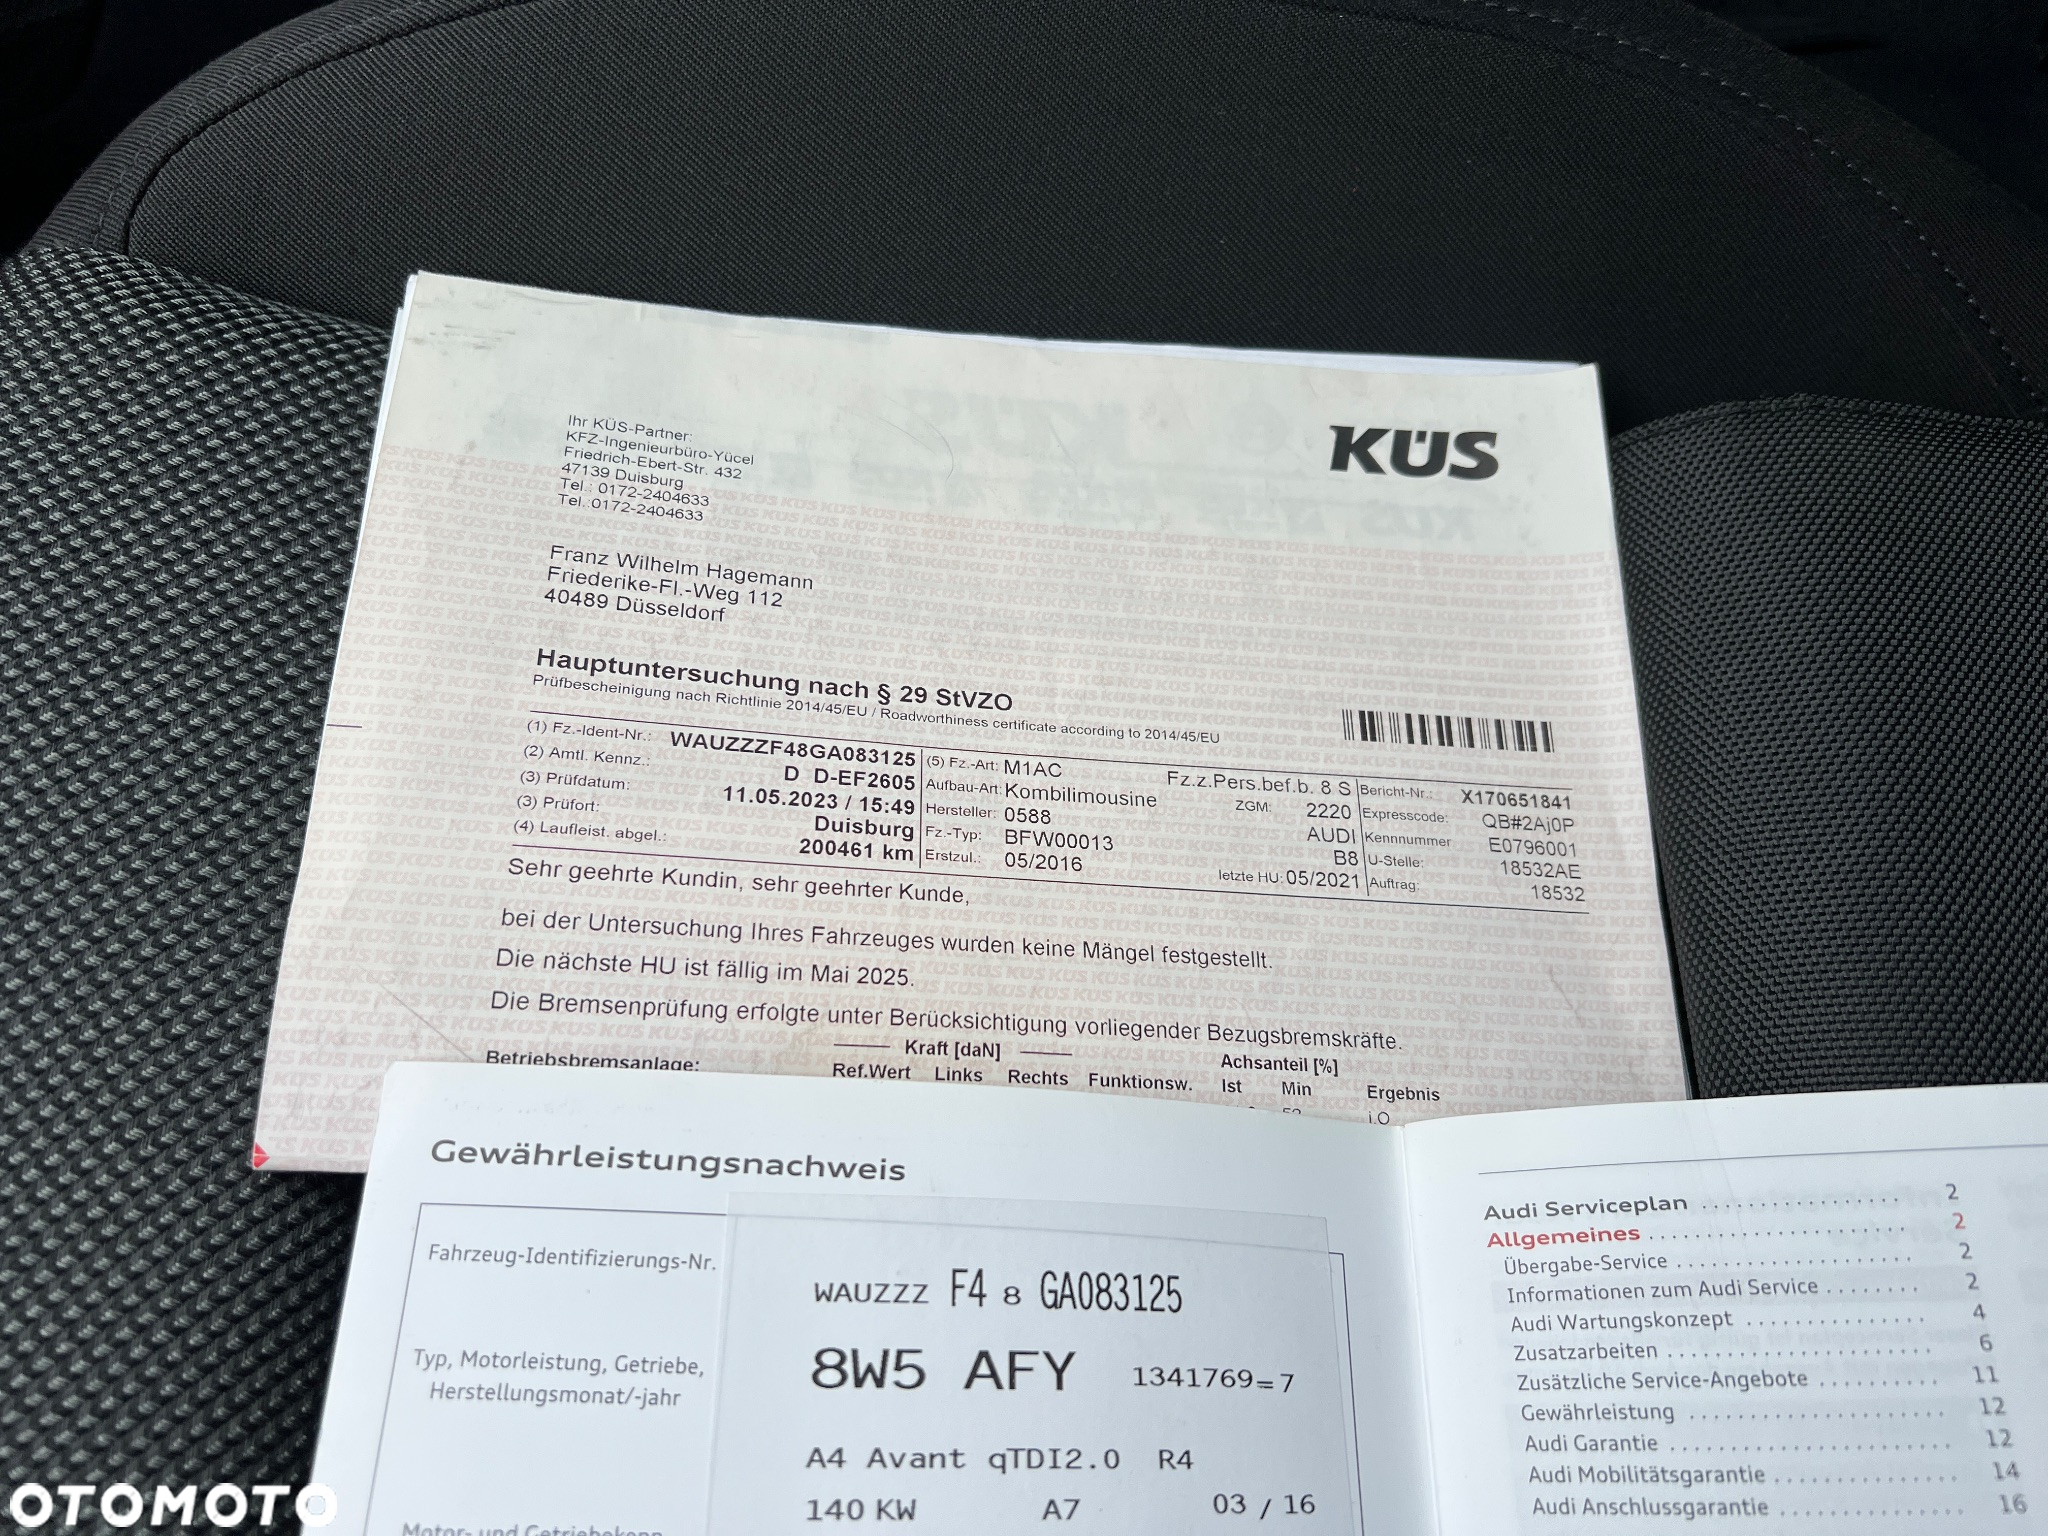 KÜS
Ihr KÜS-Partner:
KFZ-Ingenieurbüro-Yücel
Friedrich-Ebert-Str. 432
47139 Duisburg
Tel.: 0172-2404633
Tel.:0172-2404633
Franz Wilhelm Hagemann
Friederike-Fl.-Weg 112
40489 Düsseldorf
Hauptuntersuchung nach § 29 StVZO
Prüfbescheinigung nach Richtlinie 2014/45/EU / Roadworthiness certificate according to 2014/45/EU
(1) Fz.-Ident-Nr.: WAUZZZF48GA083125 (5) Fz.-Art: M1AC Fz.z.Pers.bef.b. 8 S Bericht-Nr.: X170651841
(2) Amtl. Kennz.: D D-EF2605 Aufbau-Art: Kombilimousine ZGM: 2220 Expresscode: QB#2Aj0P
(3) Prüfdatum: 11.05.2023 / 15:49 Hersteller: 0588 AUDI Kennnummer E0796001
(3) Prüfort: Duisburg Fz.-Typ: BFW00013 B8 U-Stelle: 18532AE
(4) Laufleist. abgel.: 200461 km Erstzul.: 05/2016 letzte HU: 05/2021 Auftrag: 18532
Sehr geehrte Kundin, sehr geehrter Kunde,
bei der Untersuchung Ihres Fahrzeuges wurden keine Mängel festgestellt.
Die nächste HU ist fällig im Mai 2025.
Die Bremsenprüfung erfolgte unter Berücksichtigung vorliegender Bezugsbremskräfte.
Kraft [daN] Achsanteil [%]
Betriebsbremsanlage: Ref.Wert Links Rechts Funktionsw. Ist Min Ergebnis
i.O
Gewährleistungsnachweis
Fahrzeug-Identifizierungs-Nr.
WAUZZZ F4 8 GA083125
Typ, Motorleistung, Getriebe,
Herstellungsmonat/-jahr
8W5 AFY 1341769=7
A4 Avant qTDI2.0 R4
140 KW A7 03 / 16
Audi Serviceplan . . . . . . . . . . . . . . . . . 2
Allgemeines . . . . . . . . . . . . . . . . . . . . . 2
Übergabe-Service . . . . . . . . . . . . . . . . . . 2
Informationen zum Audi Service . . . . . . . . 2
Audi Wartungskonzept . . . . . . . . . . . . . . . 4
Zusatzarbeiten . . . . . . . . . . . . . . . . . . . . 6
Zusätzliche Service-Angebote . . . . . . . . . . 11
Gewährleistung . . . . . . . . . . . . . . . . . . . . 12
Audi Garantie . . . . . . . . . . . . . . . . . . . . . 12
Audi Mobilitätsgarantie . . . . . . . . . . . . . . 14
Audi Anschlussgarantie . . . . . . . . . . . . . . 16
OTOMOTO